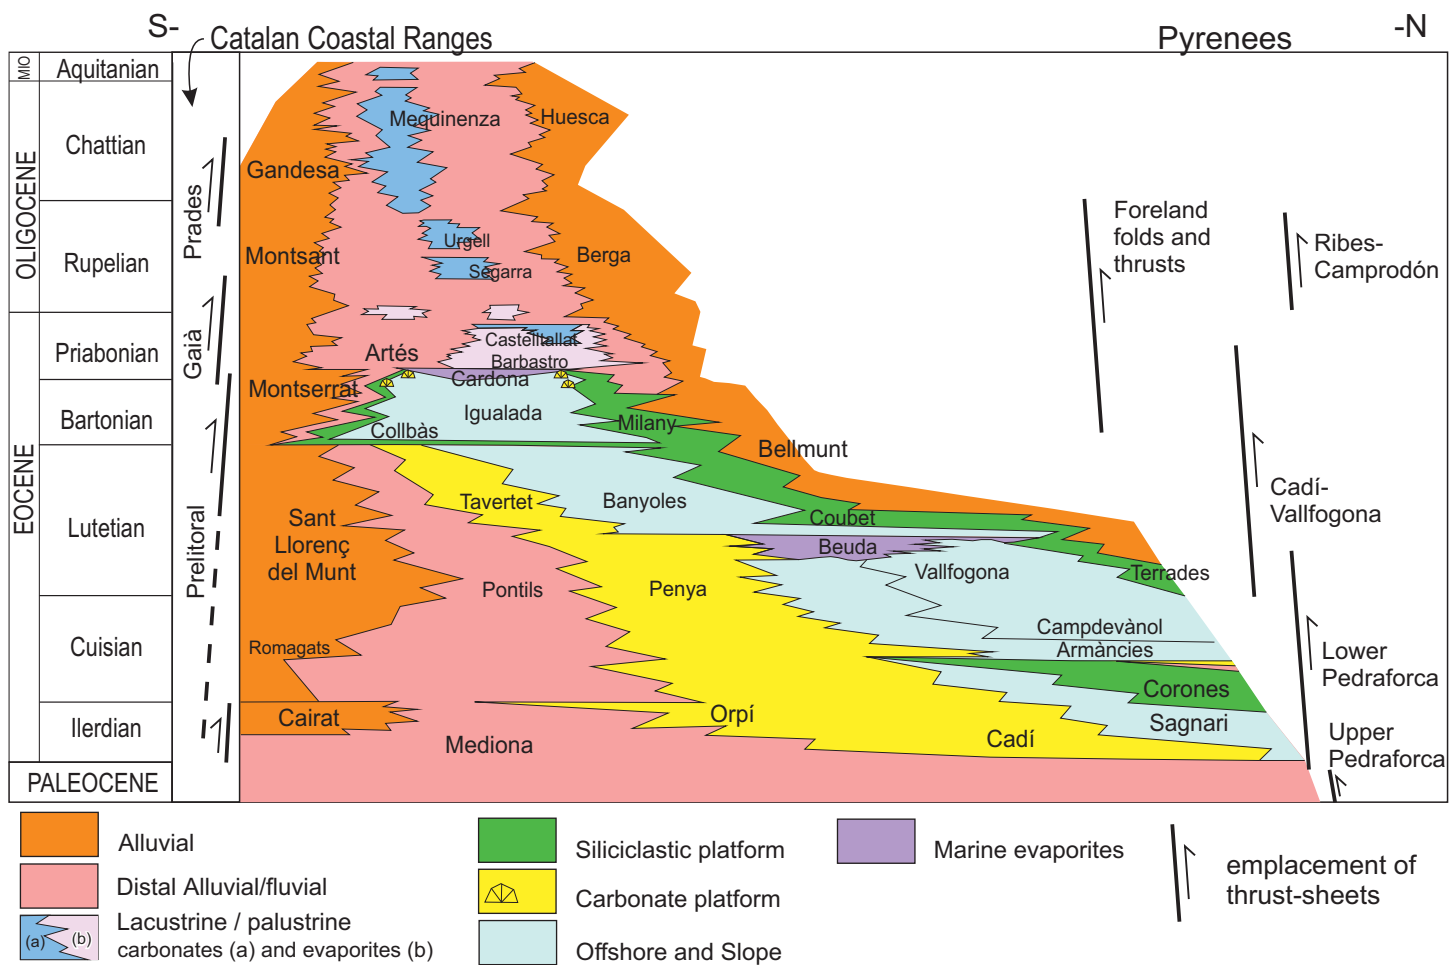 S-
-N
Catalan Coastal Ranges
Pyrenees
MIO
Aquitanian
OLIGOCENE
Chattian
Rupelian
EOCENE
Priabonian
Bartonian
Lutetian
Cuisian
Ilerdian
PALEOCENE
Prades
Gaià
Prelitoral
Mequinenza
Huesca
Gandesa
Urgell
Montsant
Berga
Segarra
Castelltallat
Artés
Barbastro
Cardona
Montserrat
Igualada
Milany
Collbàs
Bellmunt
Tavertet
Banyoles
Coubet
Sant
Llorenç
del Munt
Beuda
Vallfogona
Terrades
Pontils
Penya
Campdevànol
Romagats
Armàncies
Corones
Cairat
Orpí
Sagnari
Mediona
Cadí
Foreland
folds and
thrusts
Ribes-
Camprodón
Cadí-
Vallfogona
Lower
Pedraforca
Upper
Pedraforca
Alluvial
Distal Alluvial/fluvial
(a)
(b)
Lacustrine / palustrine
carbonates (a) and evaporites (b)
Siliciclastic platform
Carbonate platform
Offshore and Slope
Marine evaporites
emplacement of
thrust-sheets